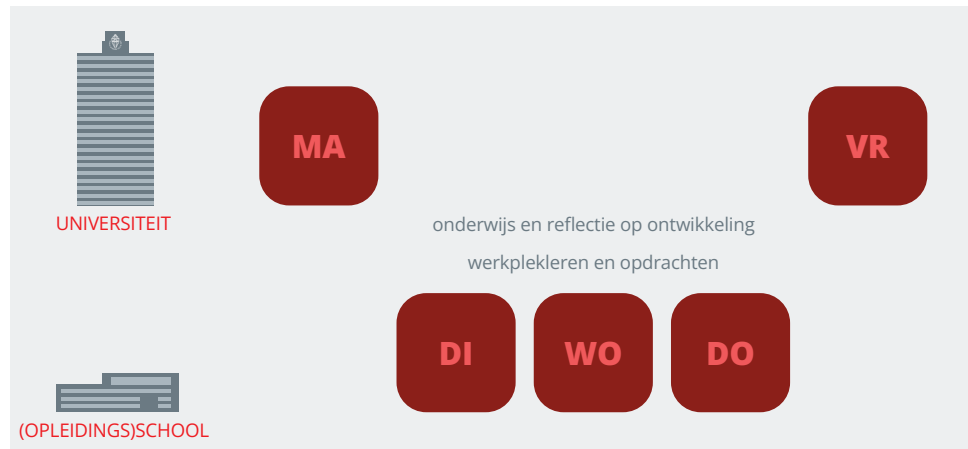 MA
VR
UNIVERSITEIT
onderwijs en reflectie op ontwikkeling
werkplekleren en opdrachten
DI
WO
DO
(OPLEIDINGS)SCHOOL